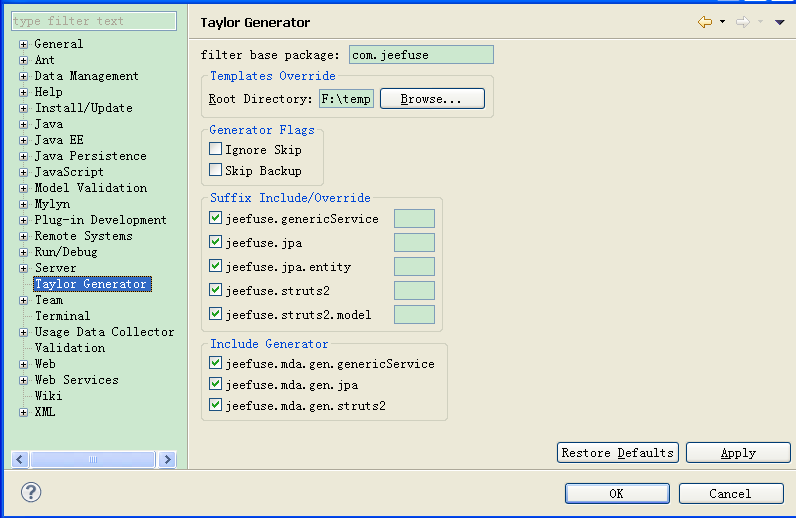 type filter text
General
Ant
Data Management
Help
Install/Update
Java
Java EE
Java Persistence
JavaScript
Model Validation
Mylyn
Plug-in Development
Remote Systems
Run/Debug
Server
Taylor Generator
Team
Terminal
Usage Data Collector
Validation
Web
Web Services
Wiki
XML
Taylor Generator
filter base package: com.jeefuse
Templates Override
Root Directory: F:\temp Browse...
Generator Flags
Ignore Skip
Skip Backup
Suffix Include/Override
jeefuse.genericService
jeefuse.jpa
jeefuse.jpa.entity
jeefuse.struts2
jeefuse.struts2.model
Include Generator
jeefuse.mda.gen.genericService
jeefuse.mda.gen.jpa
jeefuse.mda.gen.struts2
Restore Defaults Apply
? OK Cancel